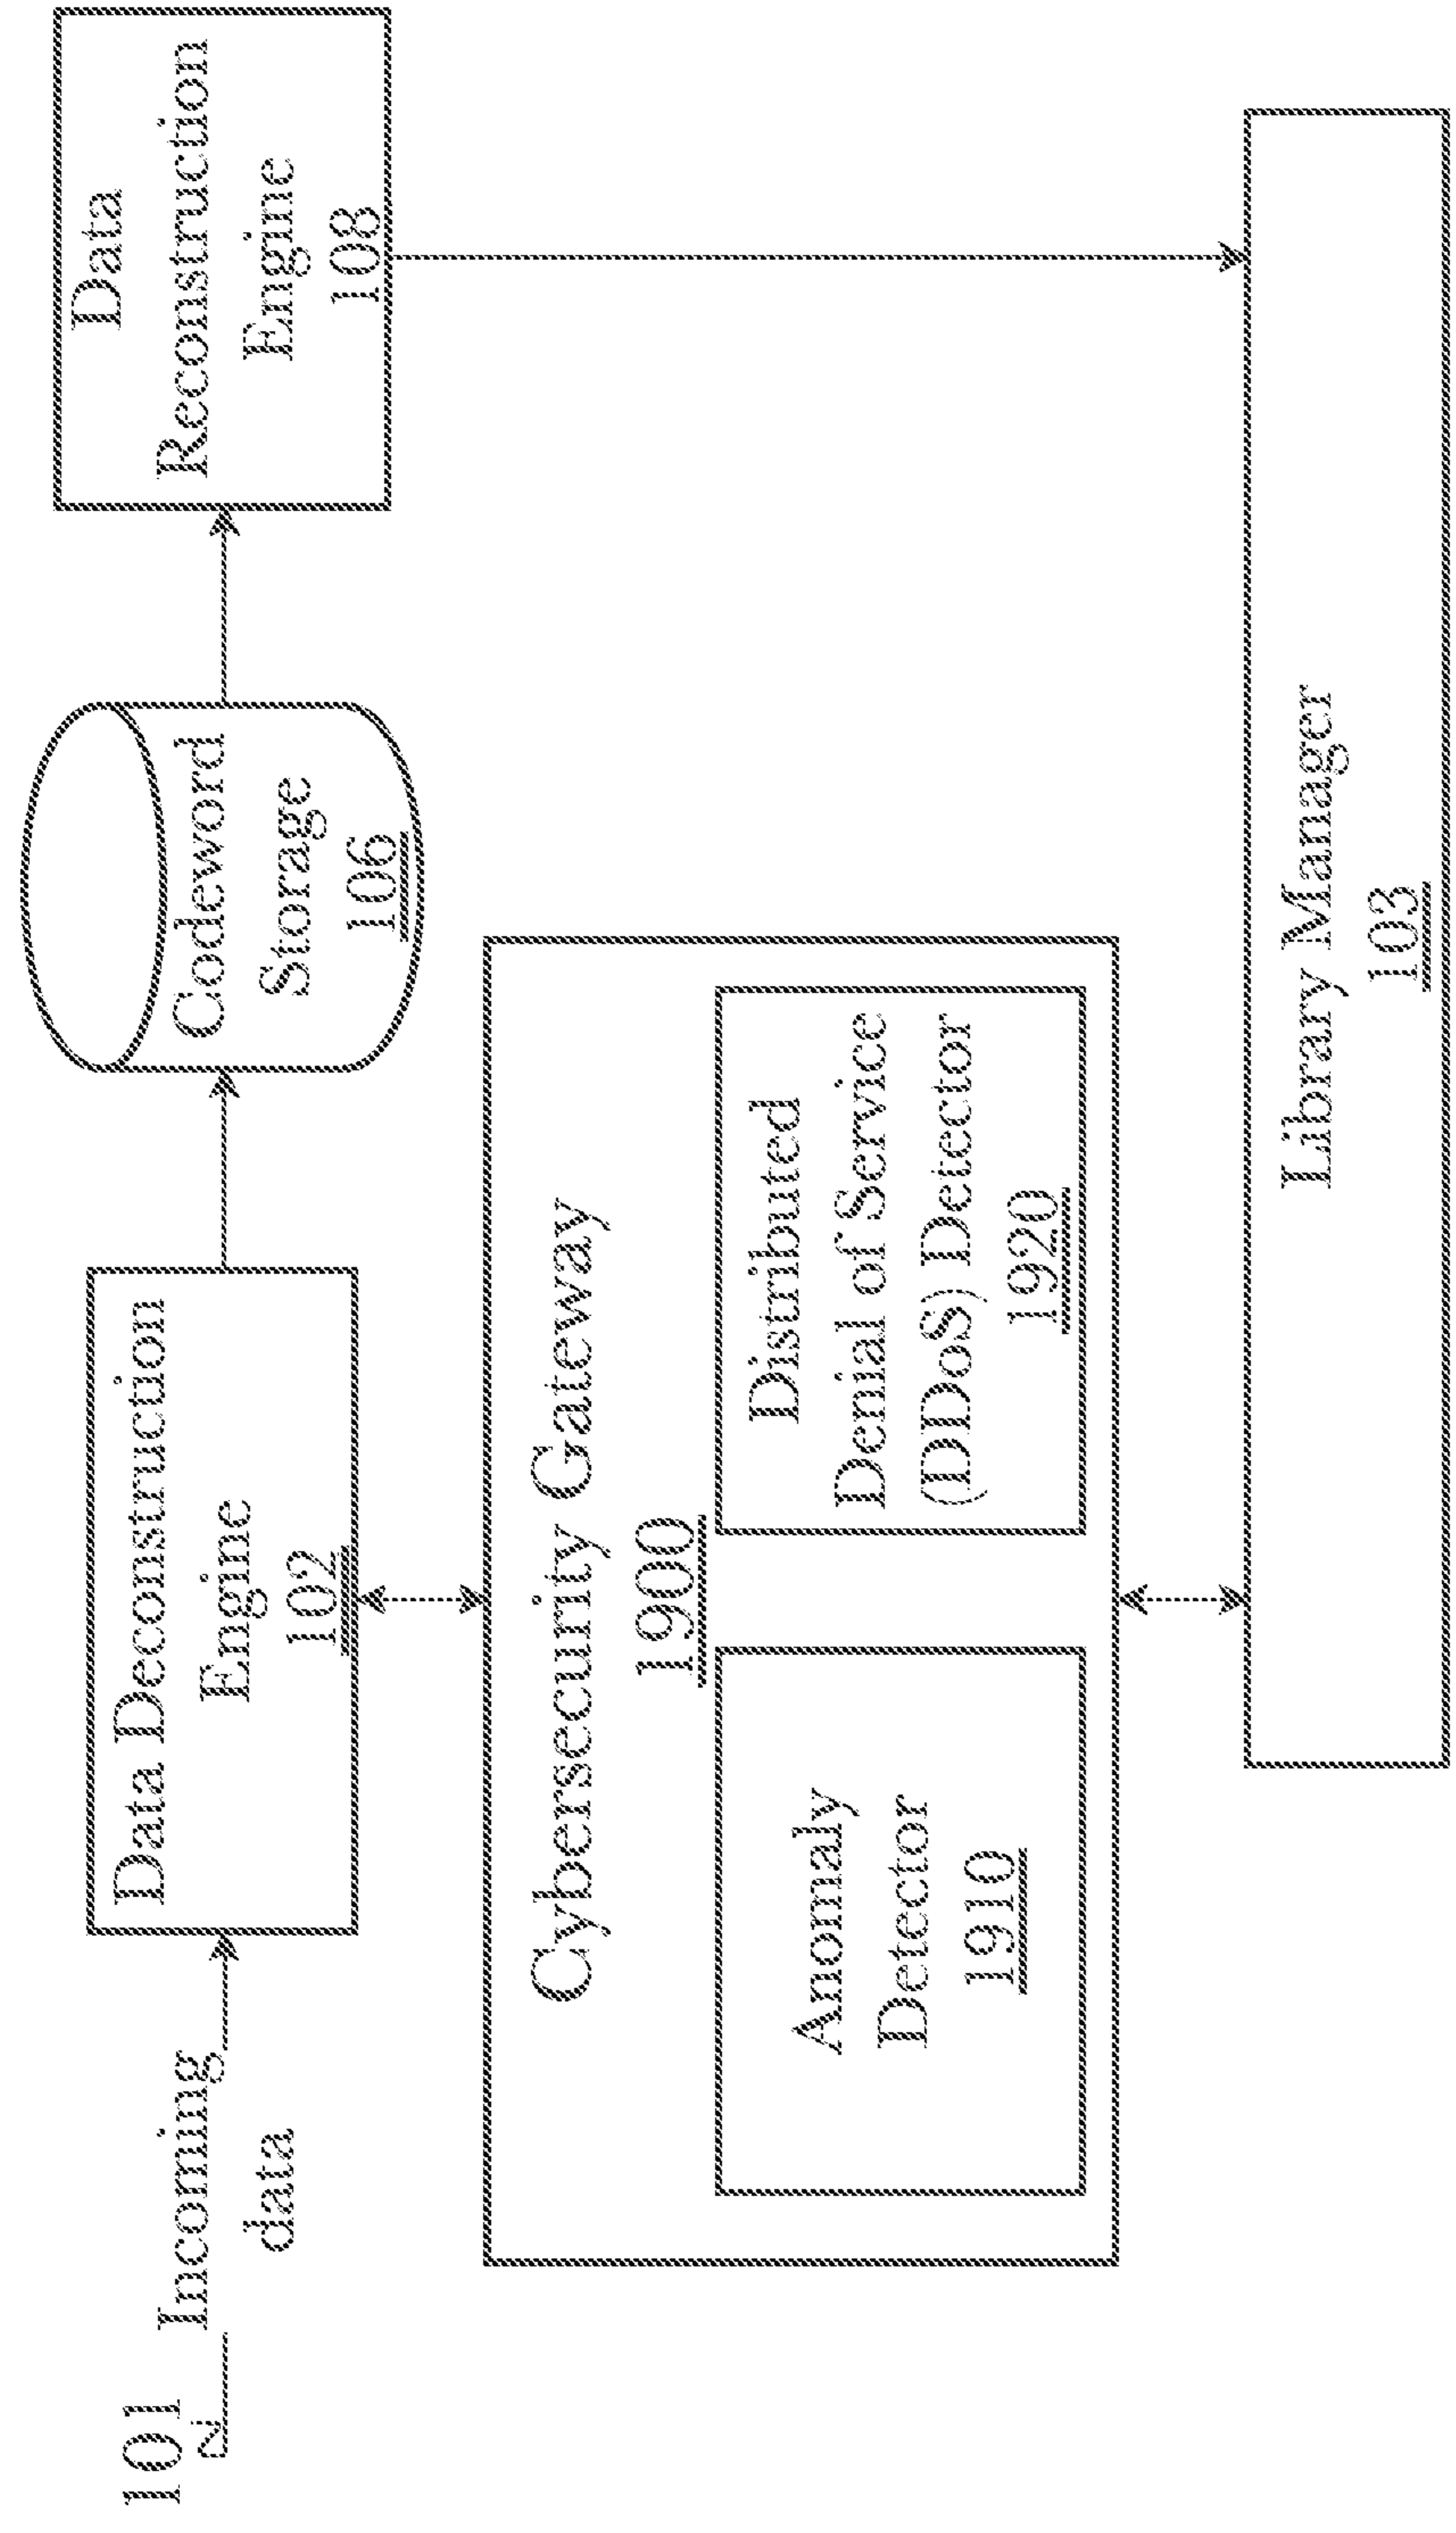 101
Incoming
data
Data Deconstruction
Engine
102
Codeword
Storage
106
Data
Reconstruction
Engine
108
Cybersecurity Gateway
1900
Anomaly
Detector
1910
Distributed
Denial of Service
(DDoS) Detector
1920
Library Manager
103